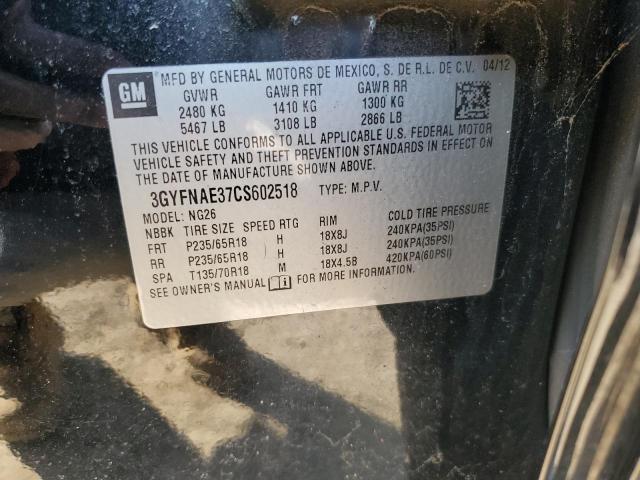 GM
MFD BY GENERAL MOTORS DE MEXICO, S. DE R.L. DE C.V. 04/12
GVWR GAWR FRT GAWR RR
2480 KG 1410 KG 1300 KG
5467 LB 3108 LB 2866 LB
THIS VEHICLE CONFORMS TO ALL APPLICABLE U.S. FEDERAL MOTOR
VEHICLE SAFETY AND THEFT PREVENTION STANDARDS IN EFFECT ON
THE DATE OF MANUFACTURE SHOWN ABOVE.
3GYFNAE37CS602518 TYPE: M.P.V.
MODEL: NG26
NBBK TIRE SIZE SPEED RTG RIM COLD TIRE PRESSURE
FRT P235/65R18 H 18X8J 240KPA(35PSI)
RR P235/65R18 H 18X8J 240KPA(35PSI)
SPA T135/70R18 M 18X4.5B 420KPA(60PSI)
SEE OWNER'S MANUAL FOR MORE INFORMATION.